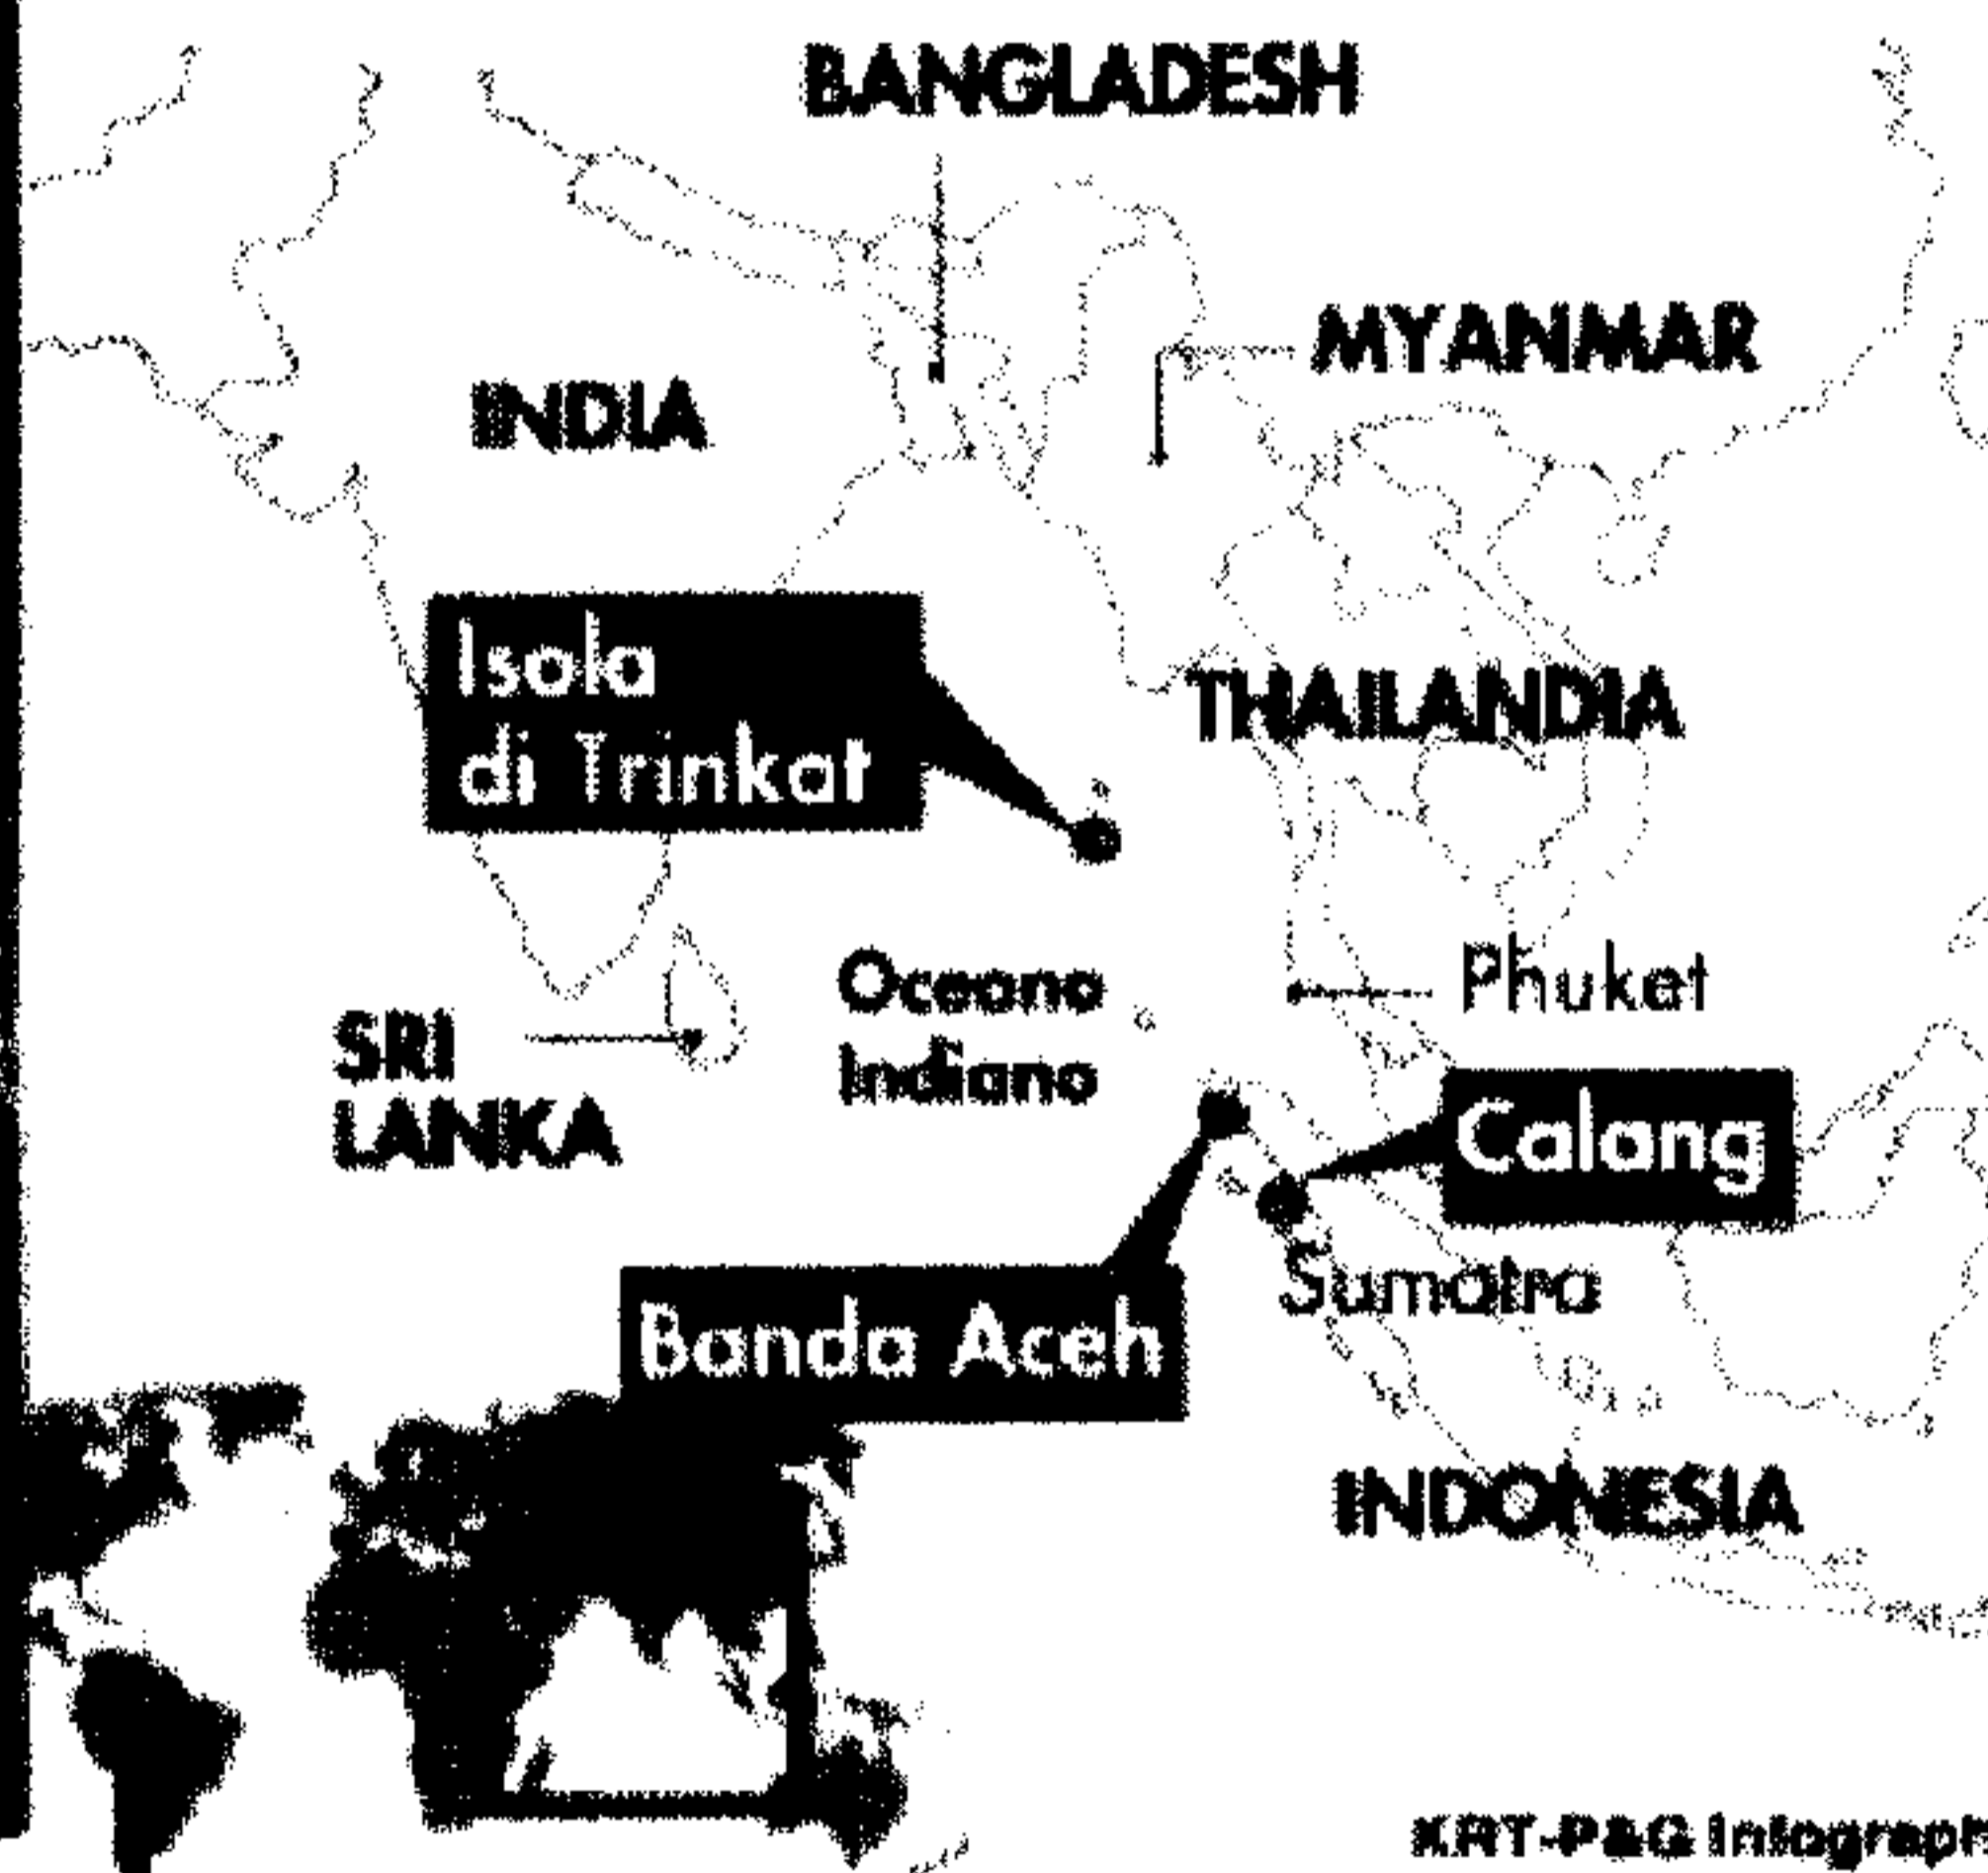 BANGLADESH
MYANMAR
INDIA
Isola
di Trinkat
THAILANDIA
Oceano
Indiano
Phuket
SRI
LANKA
Calang
Sumatra
Banda Aceh
INDONESIA
KRT-P&G Infograph